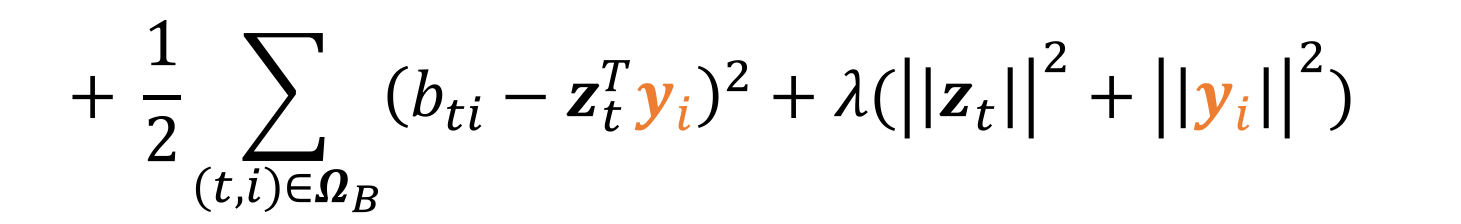 + 1/2 ∑_{(t,i)∈Ω_B} (b_{ti} − z_t^T y_i)^2 + λ(||z_t||^2 + ||y_i||^2)